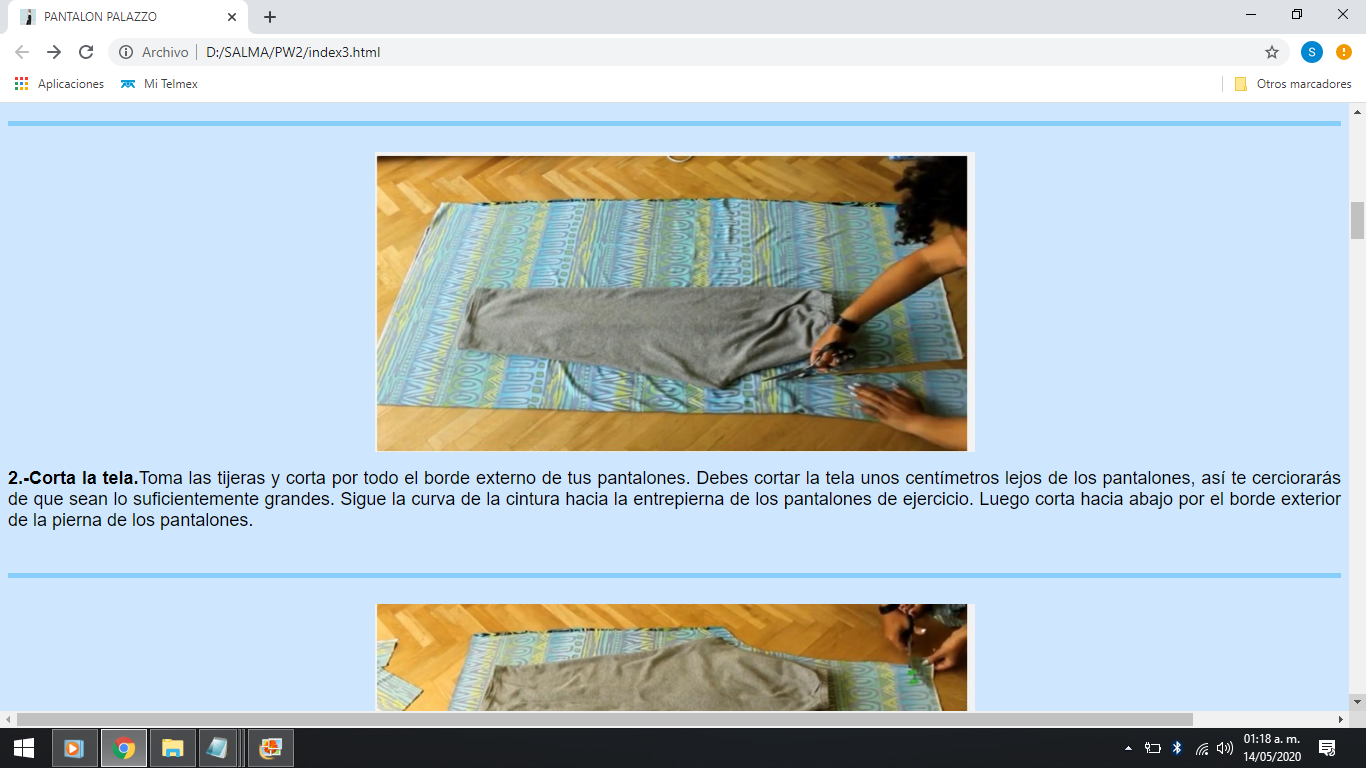 PANTALON PALAZZO
Archivo
D:/SALMA/PW2/index3.html
S
Aplicaciones
Mi Telmex
Otros marcadores
2.-Corta la tela.Toma las tijeras y corta por todo el borde externo de tus pantalones. Debes cortar la tela unos centímetros lejos de los pantalones, así te cerciorarás
de que sean lo suficientemente grandes. Sigue la curva de la cintura hacia la entrepierna de los pantalones de ejercicio. Luego corta hacia abajo por el borde exterior
de la pierna de los pantalones.
01:18 a. m.
14/05/2020